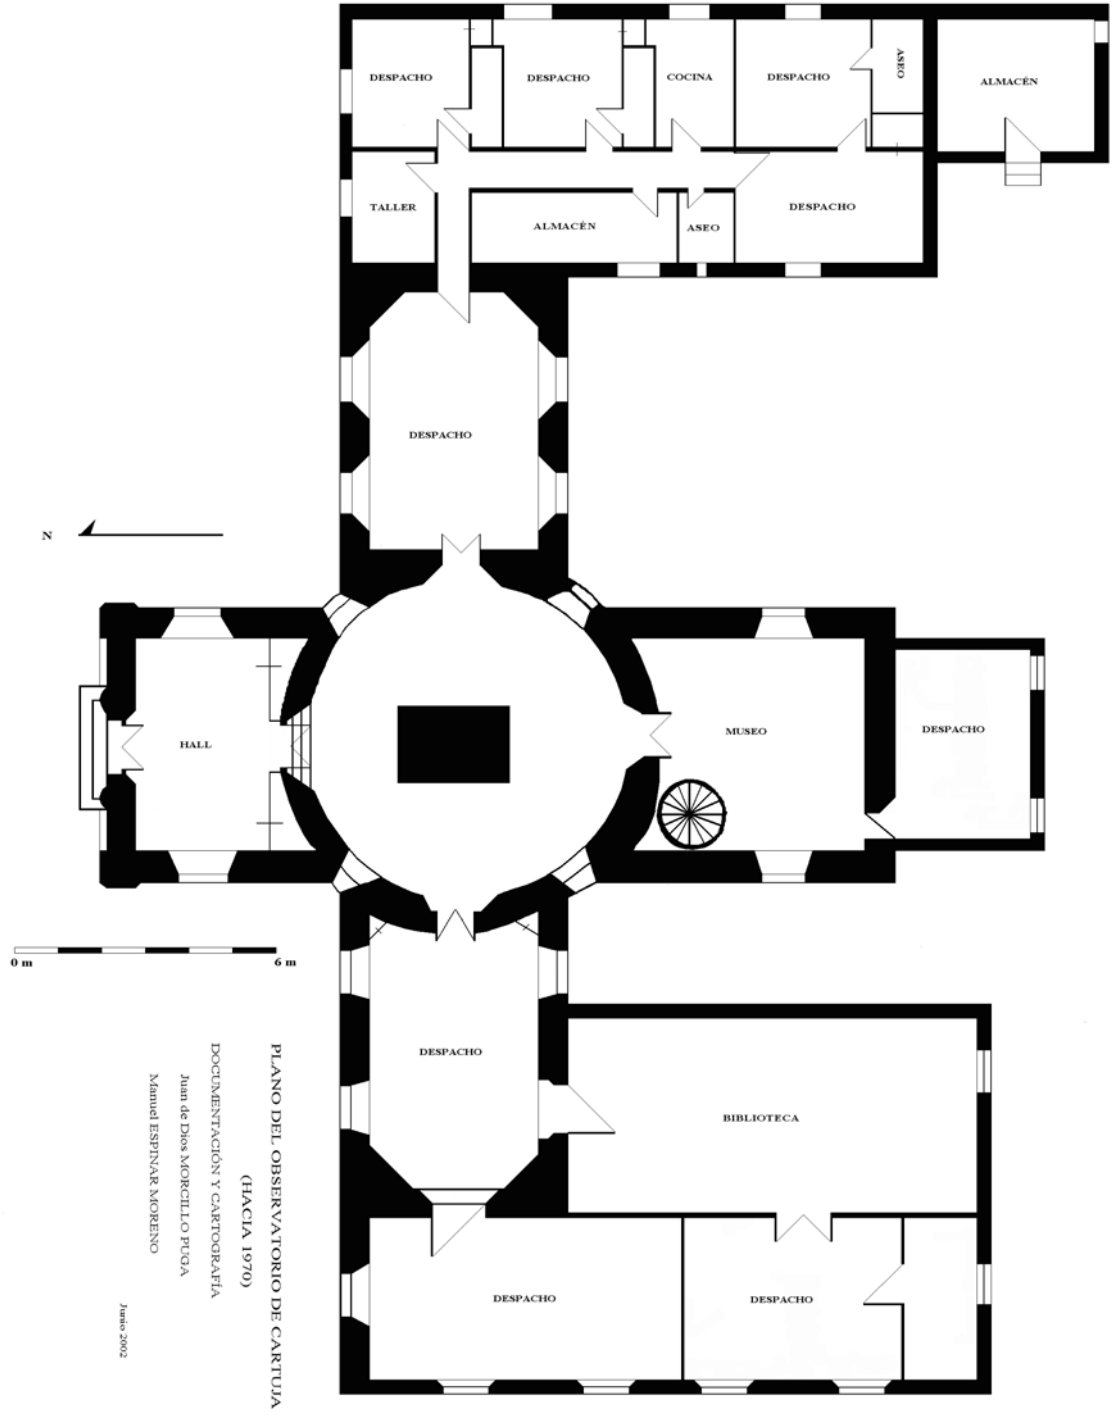 DESPACHO
DESPACHO
COCINA
DESPACHO
ASEO
ALMACÉN
TALLER
ALMACÉN
ASEO
DESPACHO
DESPACHO
N
HALL
MUSEO
DESPACHO
0 m
6 m
DESPACHO
BIBLIOTECA
DESPACHO
DESPACHO
PLANO DEL OBSERVATORIO DE CARTUJA
(HACIA 1970)
DOCUMENTACIÓN Y CARTOGRAFÍA
Juan de Dios MORCILLO PUGA
Manuel ESPINAR MORENO
Junio 2002